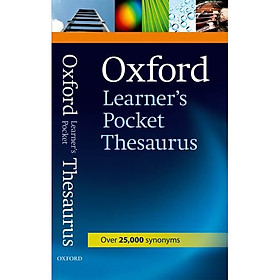 Oxford
Learner's
Pocket
Thesaurus
Over 25,000 synonyms
Oxford
Learner's
Pocket
Thesaurus
OXFORD